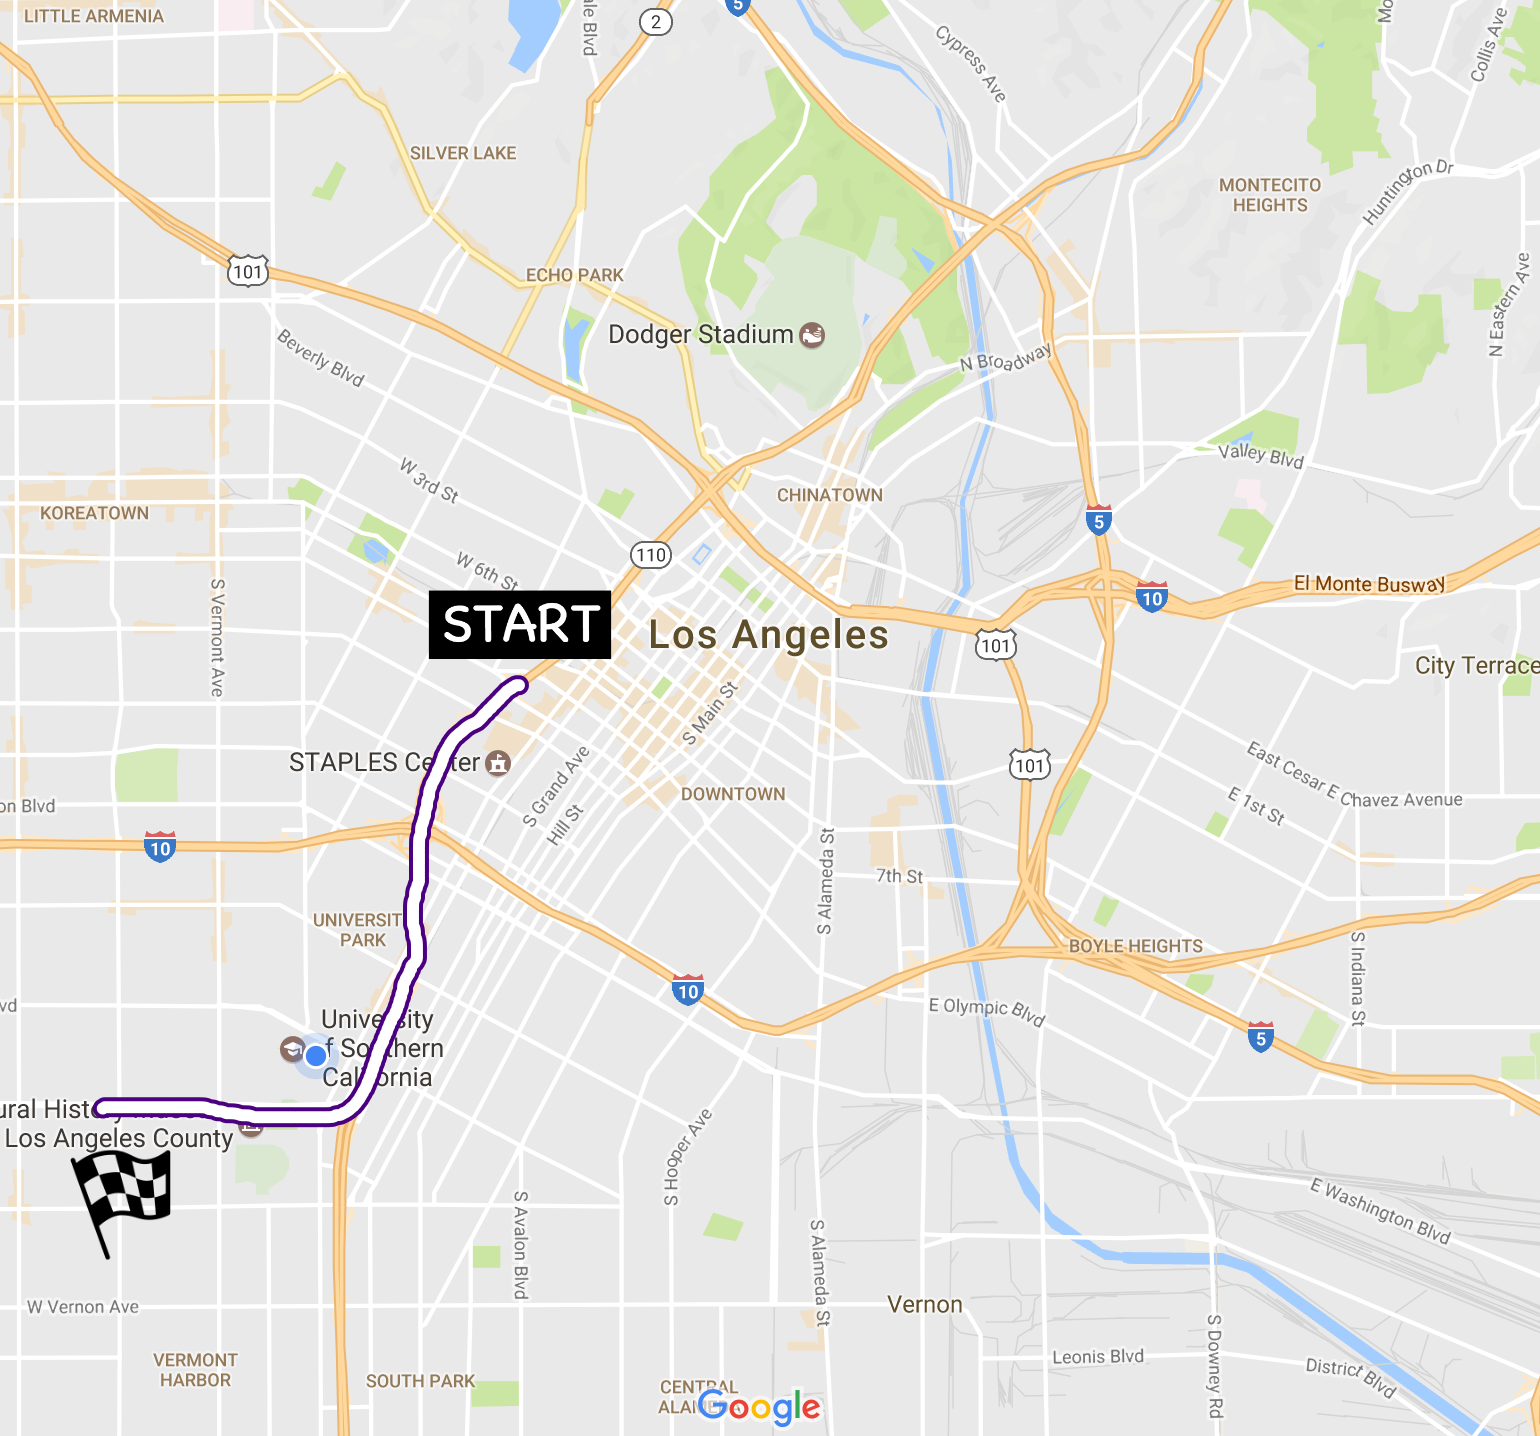 LITTLE ARMENIA
2
5
Cypress Ave
Collis Ave
SILVER LAKE
Huntington Dr
MONTECITO
HEIGHTS
101
ECHO PARK
N Eastern Ave
Dodger Stadium
Beverly Blvd
N Broadway
W 3rd St
Valley Blvd
KOREATOWN
CHINATOWN
5
110
W 6th St
S Vermont Ave
10
El Monte Busway
START
Los Angeles
101
City Terrace
S Main St
STAPLES Center
101
S Grand Ave
Hill St
DOWNTOWN
East Cesar E Chavez Avenue
E 1st St
on Blvd
10
S Alameda St
7th St
UNIVERSIT
PARK
BOYLE HEIGHTS
S Indiana St
10
E Olympic Blvd
vd
University
of Southern
California
5
ural History
Los Angeles County
S Hooper Ave
S Avalon Blvd
S Alameda St
E Washington Blvd
W Vernon Ave
Vernon
S Downey Rd
Leonis Blvd
District Blvd
VERMONT
HARBOR
SOUTH PARK
CENTRAL
Google